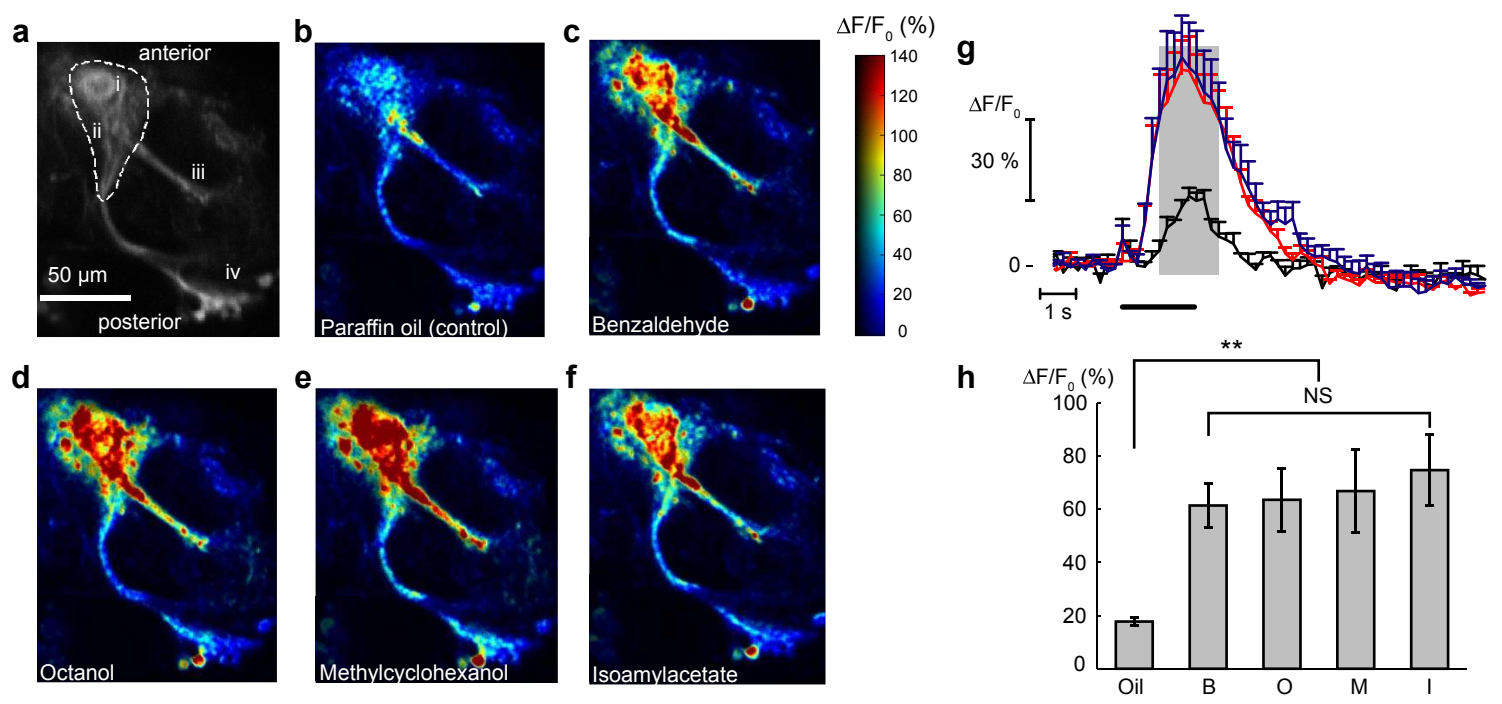 a
anterior
i
ii
iii
iv
50 µm
posterior
b
Paraffin oil (control)
c
Benzaldehyde
ΔF/F₀ (%)
140
120
100
80
60
40
20
0
d
Octanol
e
Methylcyclohexanol
f
Isoamylacetate
g
ΔF/F₀
30 %
0
1 s
h
ΔF/F₀ (%)
**
NS
100
80
60
40
20
0
Oil B O M I